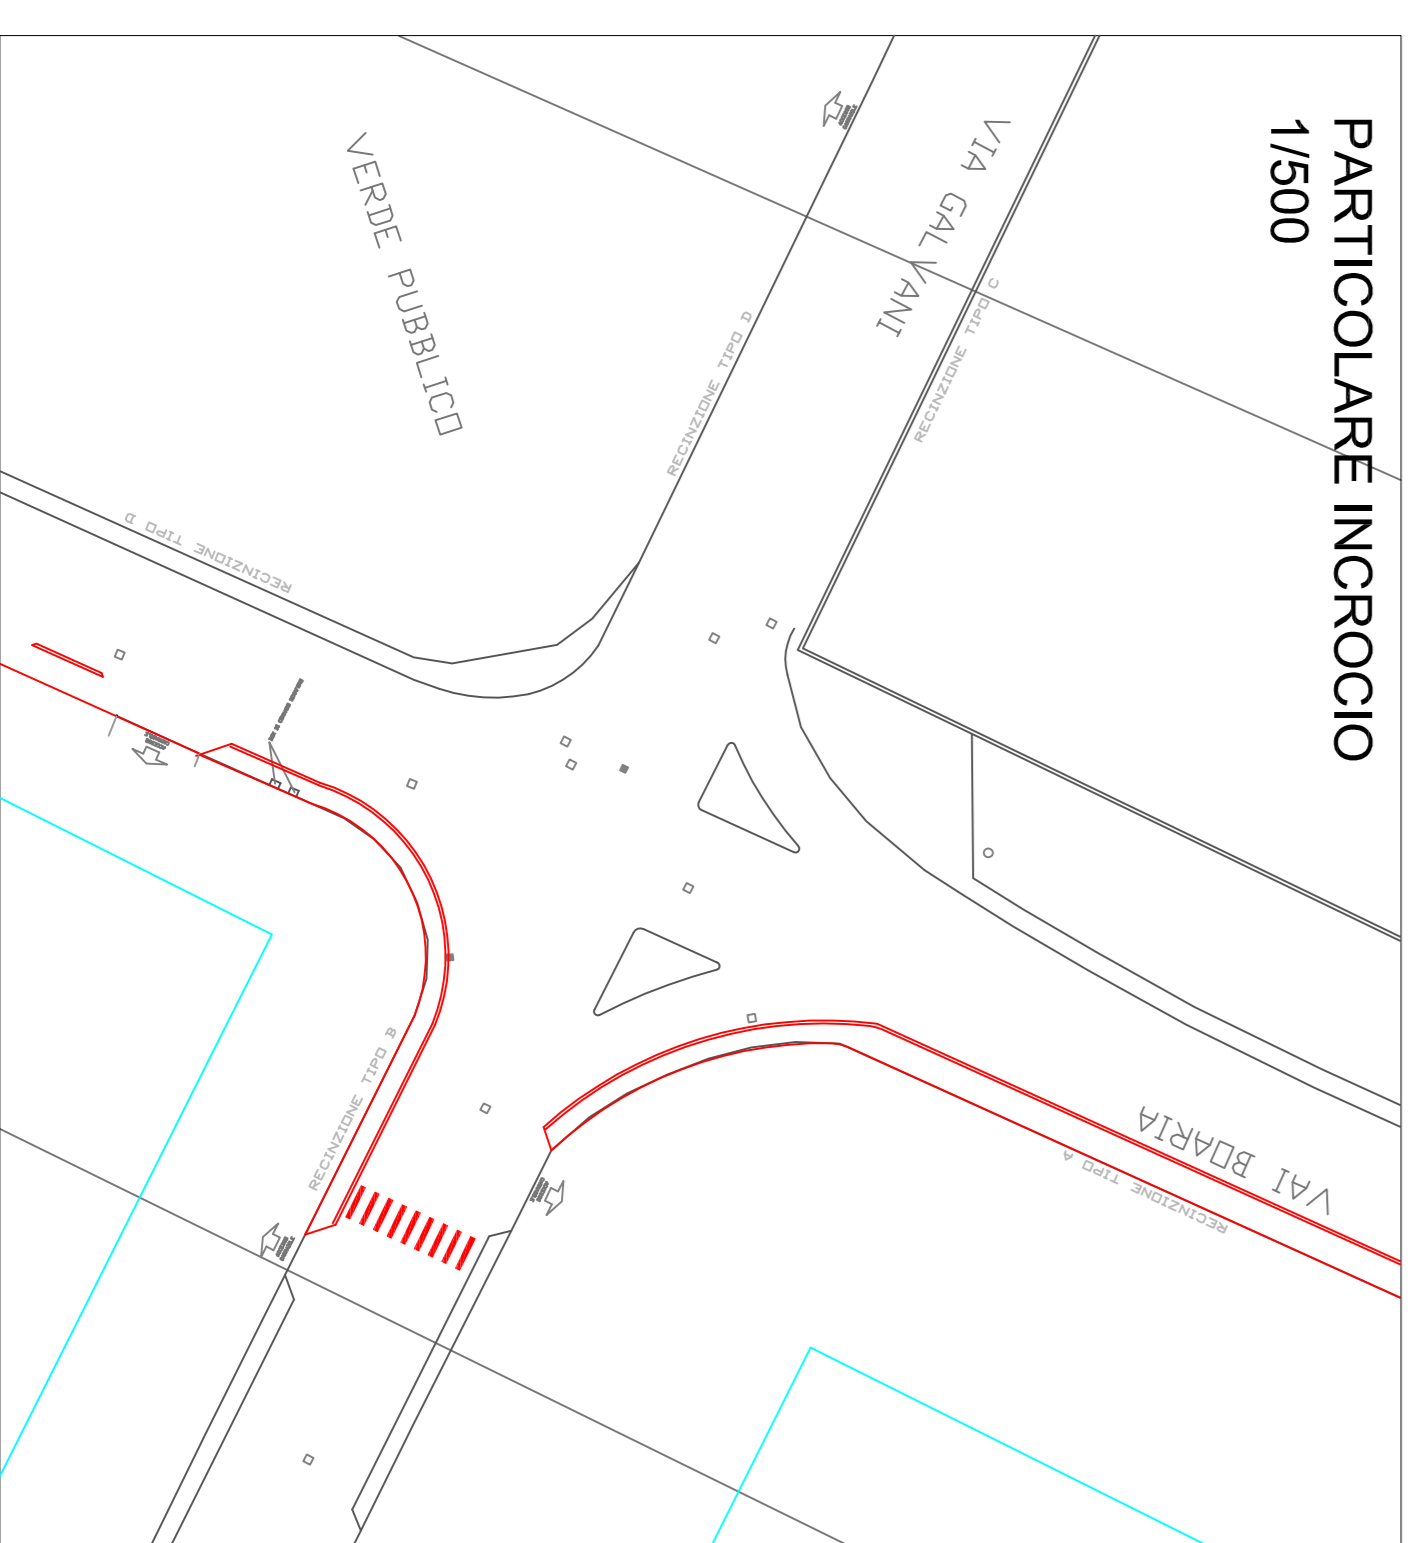 PARTICOLARE INCROCIO
1/500
VIA GALVANI
RECINZIONE TIPO C
RECINZIONE TIPO D
VERDE PUBBLICO
RECINZIONE TIPO D
RECINZIONE TIPO B
VAI BOARIA
RECINZIONE TIPO A